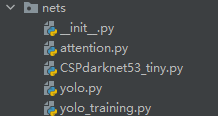 nets
__init__.py
attention.py
CSPdarknet53_tiny.py
yolo.py
yolo_training.py